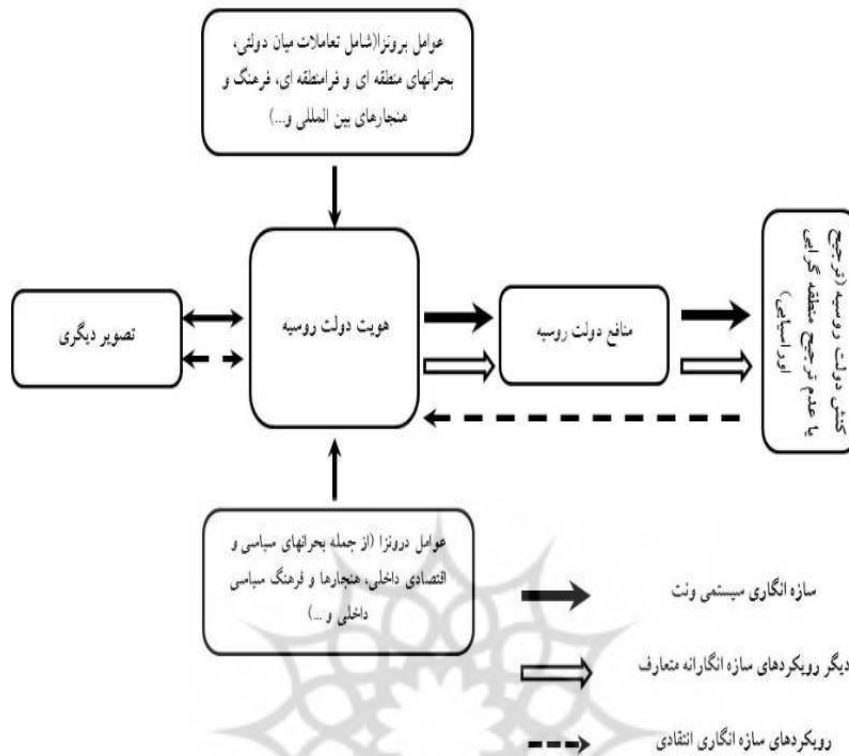 عوامل برونزا(شامل تعاملات میان دولتی،
بحرانهای منطقه ای و فرامنطقه ای، فرهنگ و
هنجارهای بین المللی و...)
کنش دولت روسیه (ترجیح
یا عدم ترجیح منطقه گرایی
اوراسیایی)
منافع دولت روسیه
هویت دولت روسیه
تصویر دیگری
عوامل درونزا (از جمله بحرانهای سیاسی و
اقتصادی داخلی، هنجارها و فرهنگ سیاسی
داخلی و ...)
سازه انگاری سیستمی ونت
دیگر رویکردهای سازه انگارانه متعارف
رویکردهای سازه انگاری انتقادی